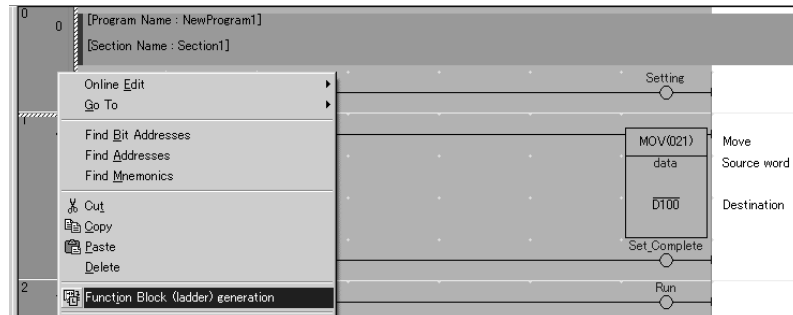 0
0
[Program Name : NewProgram1]
[Section Name : Section1]
Setting
Online Edit
Go To
1
Find Bit Addresses
Find Addresses
Find Mnemonics
MOV(021)
Move
data
Source word
Cut
Copy
Paste
Delete
D100
Destination
Set_Complete
2
Function Block (ladder) generation
Run